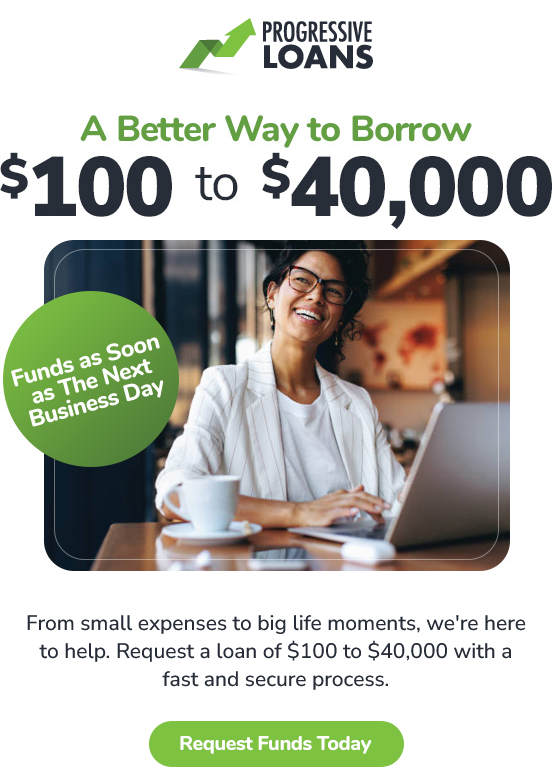 PROGRESSIVE
LOANS
A Better Way to Borrow
$100 to $40,000
Funds as Soon
as The Next
Business Day
From small expenses to big life moments, we're here
to help. Request a loan of $100 to $40,000 with a
fast and secure process.
Request Funds Today